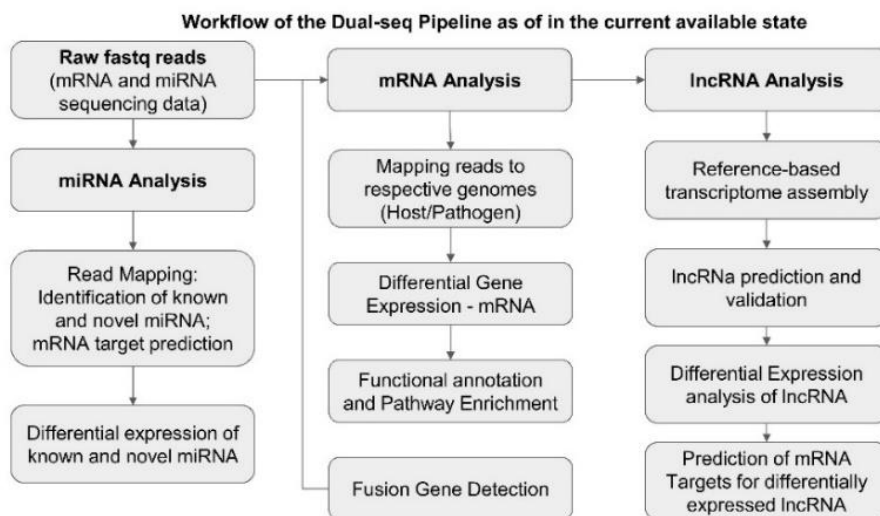 Workflow of the Dual-seq Pipeline as of in the current available state
Raw fastq reads
(mRNA and miRNA
sequencing data)
miRNA Analysis
Read Mapping:
Identification of known
and novel miRNA;
mRNA target prediction
Differential expression of
known and novel miRNA
mRNA Analysis
Mapping reads to
respective genomes
(Host/Pathogen)
Differential Gene
Expression - mRNA
Functional annotation
and Pathway Enrichment
Fusion Gene Detection
lncRNA Analysis
Reference-based
transcriptome assembly
lncRNa prediction and
validation
Differential Expression
analysis of lncRNA
Prediction of mRNA
Targets for differentially
expressed lncRNA